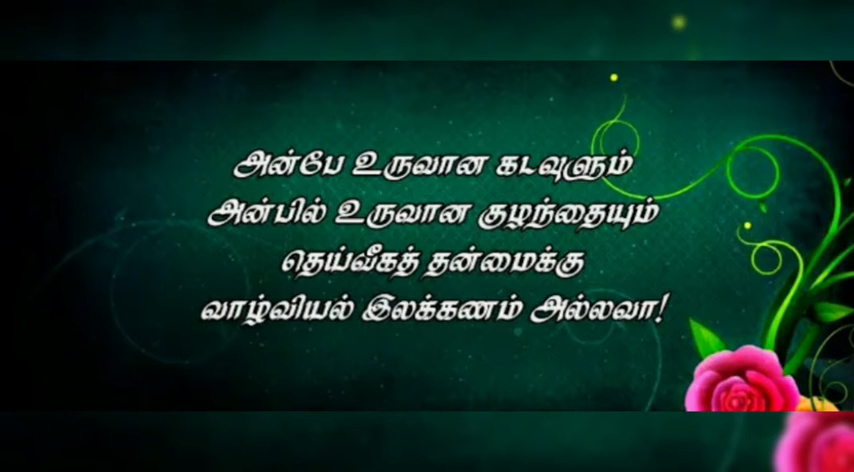 அன்பே உருவான கடவுளும்
அன்பில் உருவான குழந்தையும்
தெய்வீகத் தன்மைக்கு
வாழ்வியல் இலக்கணம் அல்லவா!